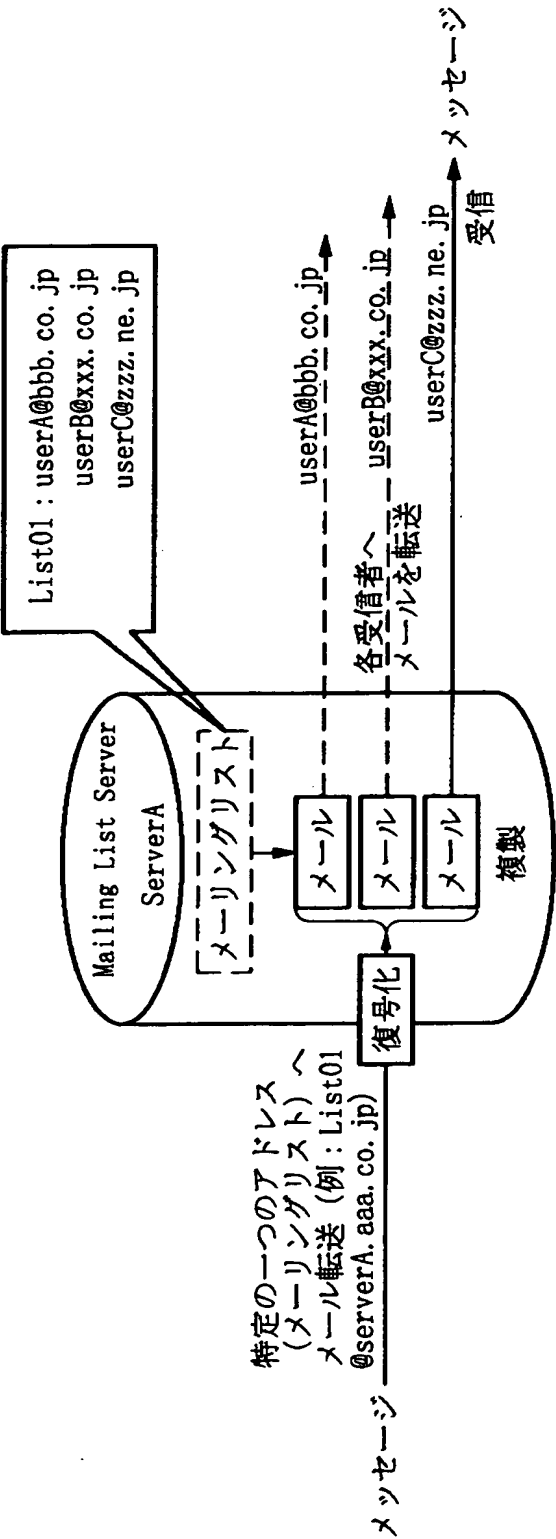 メッセージ
特定の一つのアドレス
(メーリングリスト) へ
メール転送 (例:List01
@serverA.aaa.co.jp)
復号化
Mailing List Server
ServerA
メーリングリスト
メール
メール
メール
複製
List01 : userA@bbb.co.jp
userB@xxx.co.jp
userC@zzz.ne.jp
userA@bbb.co.jp
各受信者へ
userB@xxx.co.jp
メールを転送
userC@zzz.ne.jp
受信
メッセージ